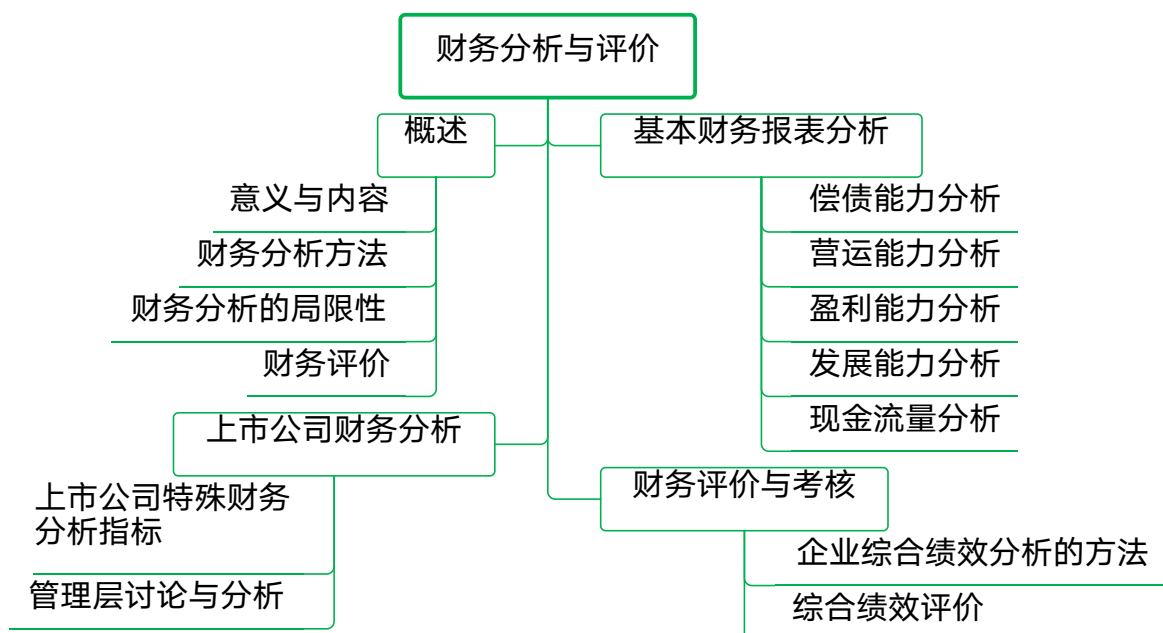 财务分析与评价
概述
意义与内容
财务分析方法
财务分析的局限性
财务评价
基本财务报表分析
偿债能力分析
营运能力分析
盈利能力分析
发展能力分析
现金流量分析
上市公司财务分析
上市公司特殊财务
分析指标
管理层讨论与分析
财务评价与考核
企业综合绩效分析的方法
综合绩效评价